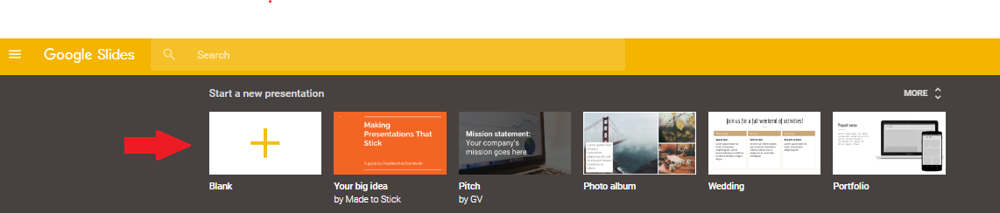 Google Slides
Search
Start a new presentation
MORE
Making
Presentations That
Stick
A guide by Chip Heath & Dan Heath
Mission statement:
Your company's
mission goes here
Join us for a full weekend of activities!
Project name
Blank
Your big idea
by Made to Stick
Pitch
by GV
Photo album
Wedding
Portfolio